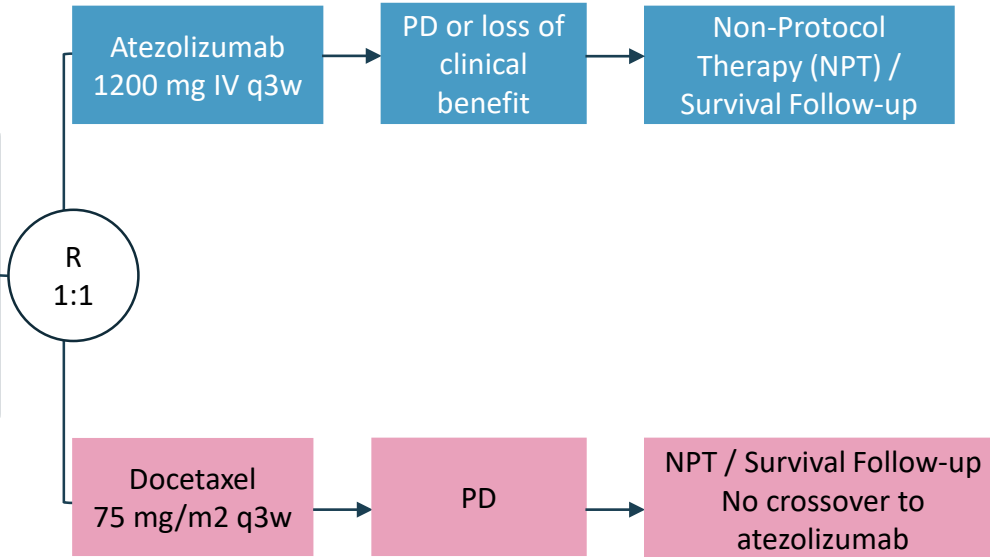 Atezolizumab
1200 mg IV q3w
PD or loss of
clinical
benefit
Non-Protocol
Therapy (NPT) /
Survival Follow-up
R
1:1
Docetaxel
75 mg/m2 q3w
PD
NPT / Survival Follow-up
No crossover to
atezolizumab